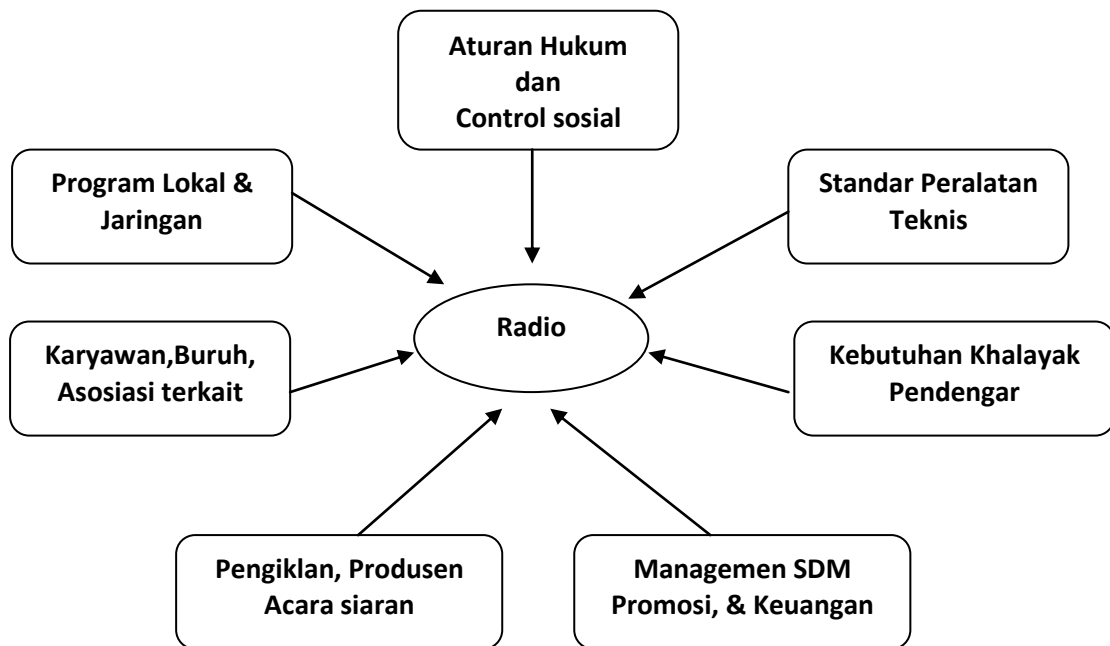 Aturan Hukum
dan
Control sosial
Program Lokal &
Jaringan
Standar Peralatan
Teknis
Radio
Karyawan,Buruh,
Asosiasi terkait
Kebutuhan Khalayak
Pendengar
Pengiklan, Produsen
Acara siaran
Managemen SDM
Promosi, & Keuangan